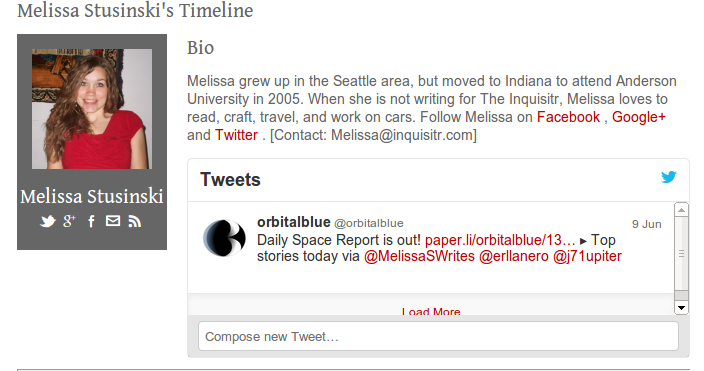 Melissa Stusinski's Timeline
Melissa Stusinski
Bio
Melissa grew up in the Seattle area, but moved to Indiana to attend Anderson
University in 2005. When she is not writing for The Inquisitr, Melissa loves to
read, craft, travel, and work on cars. Follow Melissa on Facebook , Google+
and Twitter . [Contact: Melissa@inquisitr.com]
Tweets
orbitalblue @orbitalblue 9 Jun
Daily Space Report is out! paper.li/orbitalblue/13… ▸ Top
stories today via @MelissaSWrites @erllanero @j71upiter
Load More
Compose new Tweet…